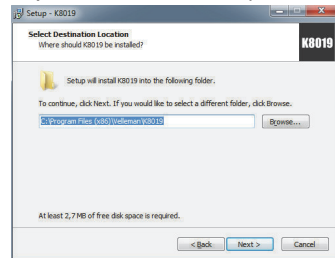 Setup - K8019
Select Destination Location
Where should K8019 be installed?
K8019
Setup will install K8019 into the following folder.
To continue, click Next. If you would like to select a different folder, click Browse.
C:\Program Files (x86)\Velleman\K8019
Browse...
At least 2,7 MB of free disk space is required.
< Back
Next >
Cancel